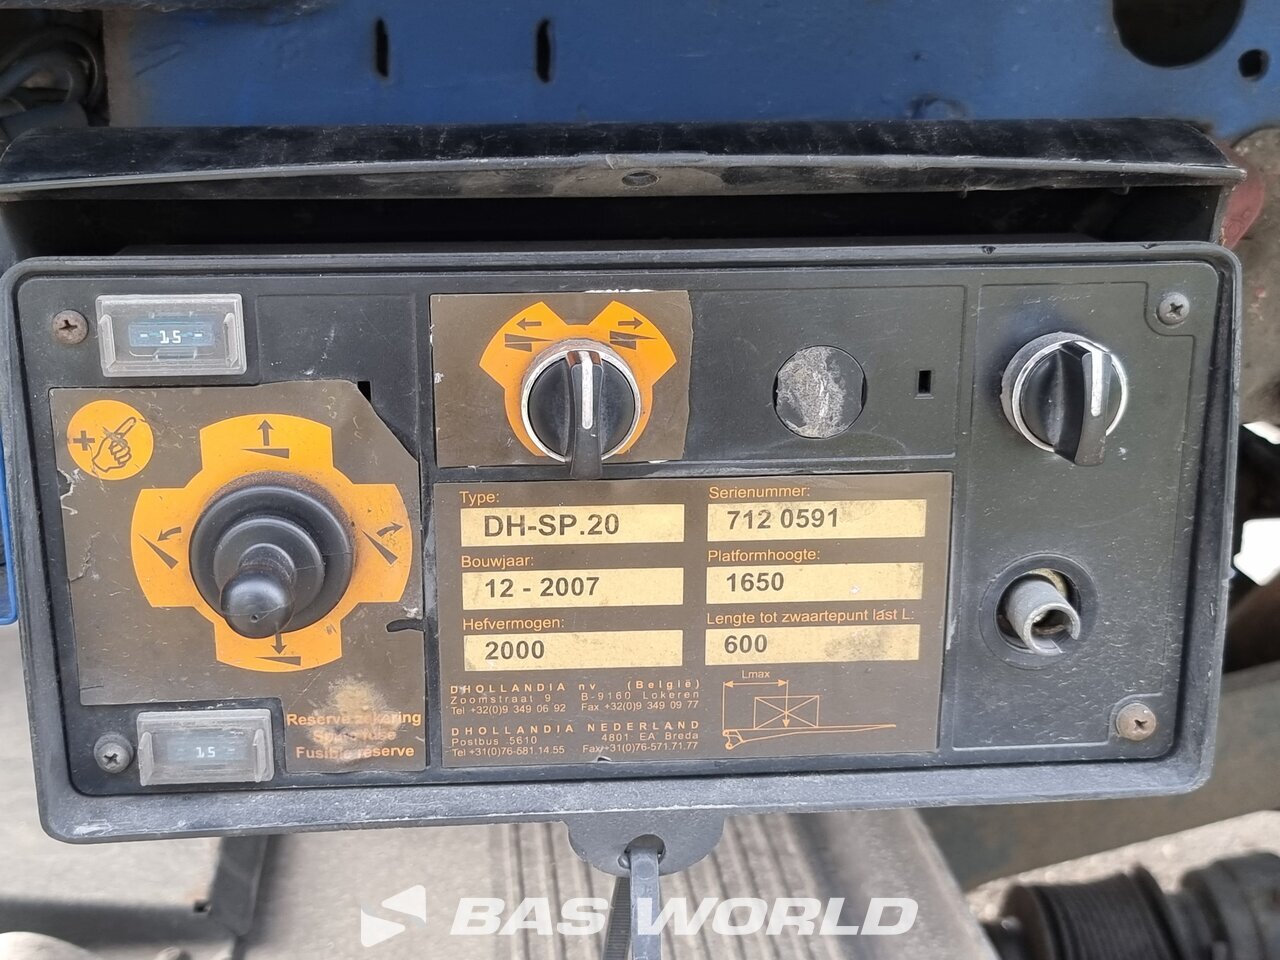 - 15 -
Type:
DH-SP.20
Serienummer:
712 0591
Bouwjaar:
12 - 2007
Platformhoogte:
1650
Hefvermogen:
2000
Lengte tot zwaartepunt last L:
600
DHOLLANDIA nv (België)
Zoomstraat 9 B-9160 Lokeren
Tel +32(0)9 349 06 92 Fax +32(0)9 349 09 77
DHOLLANDIA NEDERLAND
Postbus 5610 4801 EA Breda
Tel +31(0)76-581.14.55 Fax +31(0)76-571.71.77
Lmax
Reserve
fuse
Fusible réserve
15
BAS WORLD